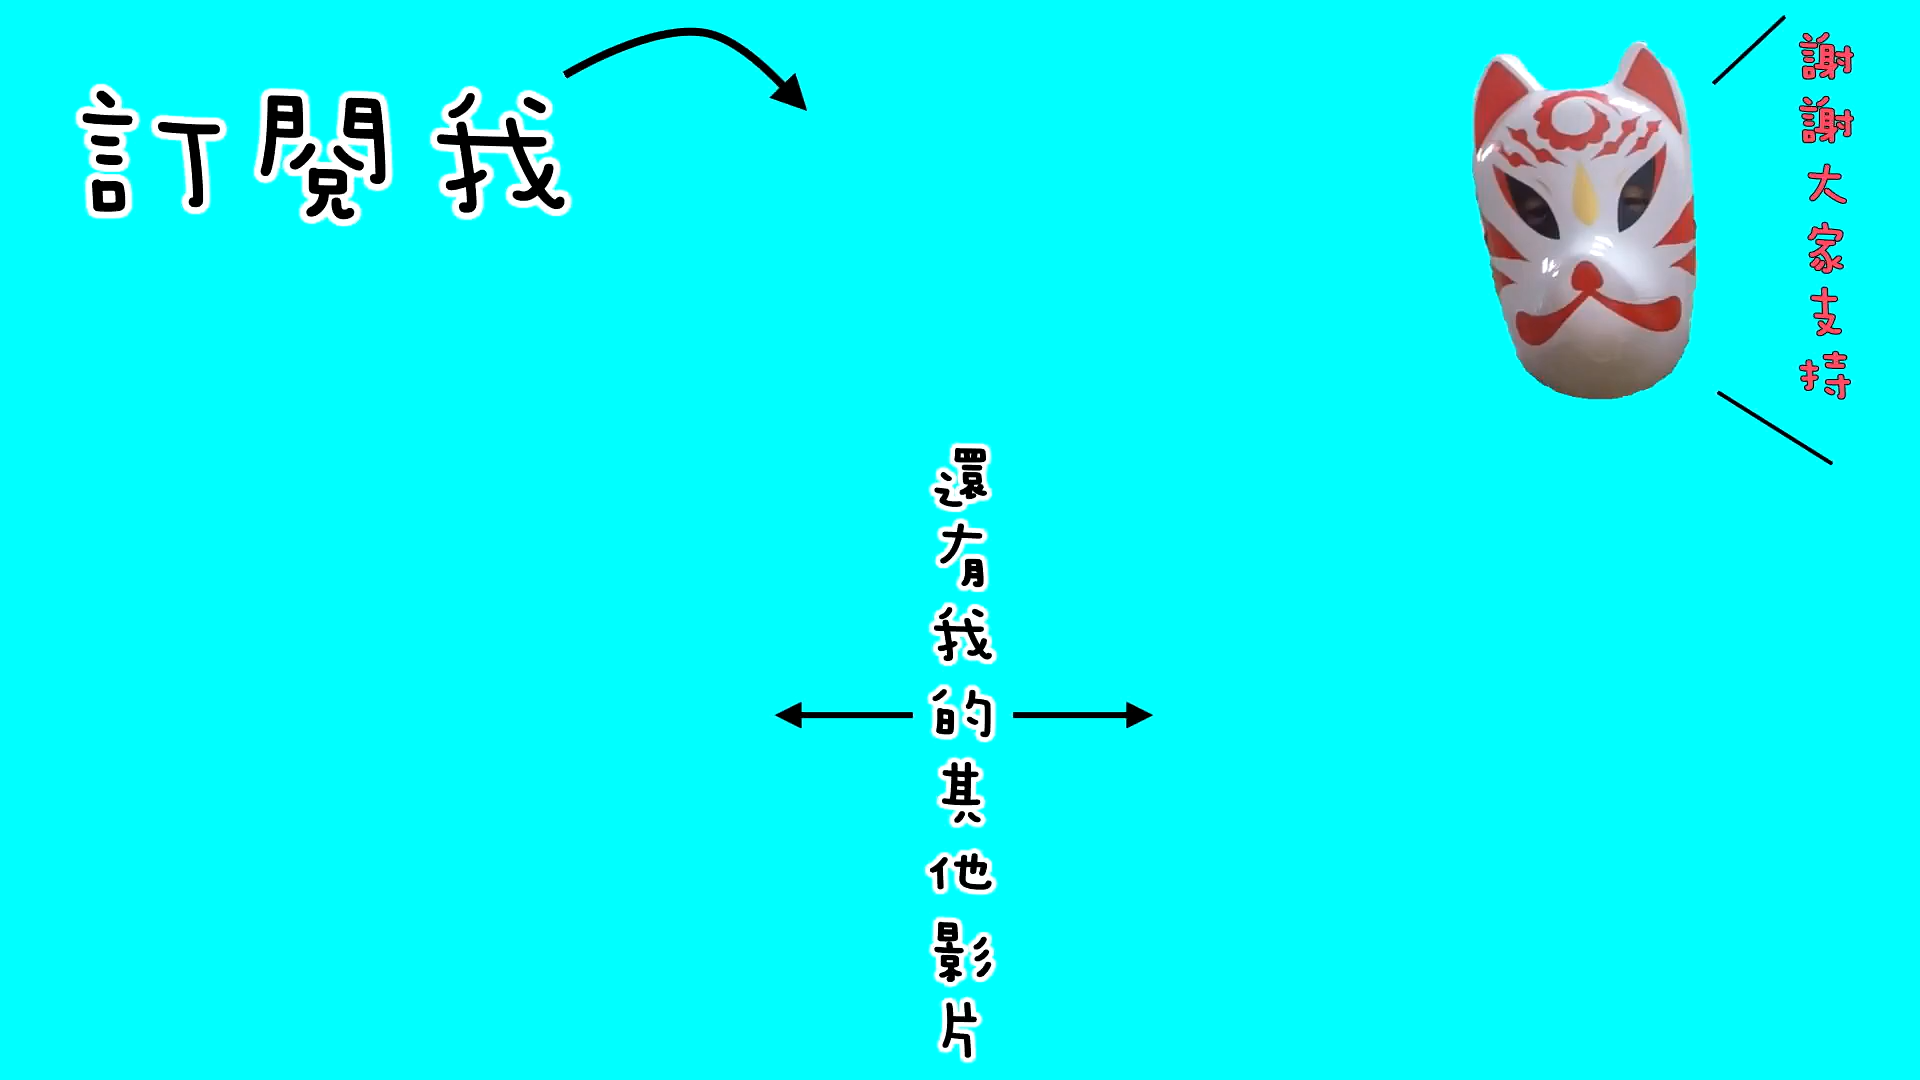 訂閱我
謝謝大家支持
還有我的其他影片